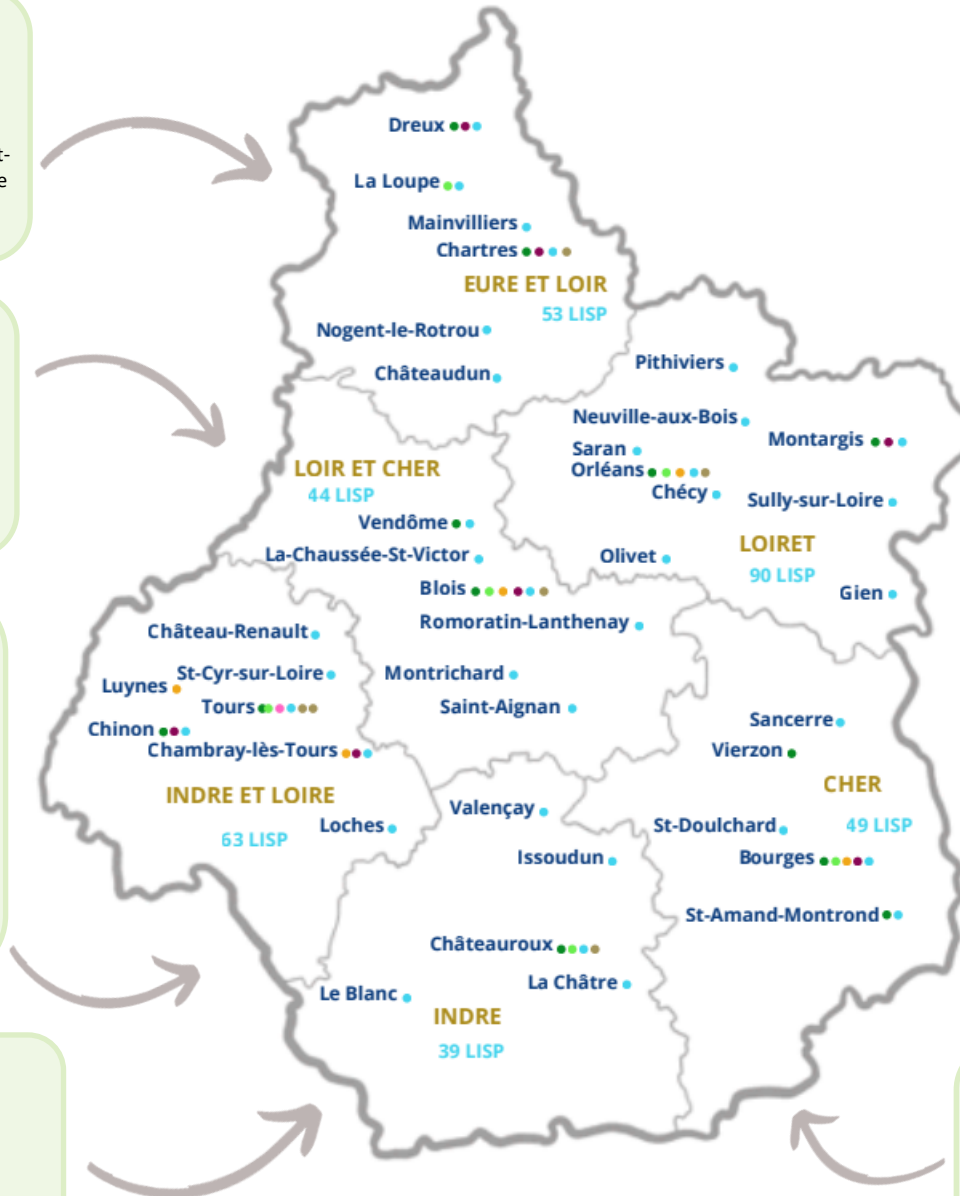 t-
e
Dreux
La Loupe
Mainvilliers
Chartres
EURE ET LOIR
53 LISP
Nogent-le-Rotrou
Châteaudun
Pithiviers
Neuville-aux-Bois
Montargis
Saran
Orléans
Chécy
Sully-sur-Loire
LOIRET
Olivet
90 LISP
Gien
LOIR ET CHER
44 LISP
Vendôme
La-Chaussée-St-Victor
Blois
Romoratin-Lanthenay
Montrichard
Saint-Aignan
Château-Renault
St-Cyr-sur-Loire
Luynes
Tours
Chinon
Chambray-lès-Tours
INDRE ET LOIRE
Loches
63 LISP
Sancerre
Vierzon
CHER
St-Doulchard
49 LISP
Bourges
St-Amand-Montrond
Valençay
Issoudun
Châteauroux
La Châtre
Le Blanc
INDRE
39 LISP